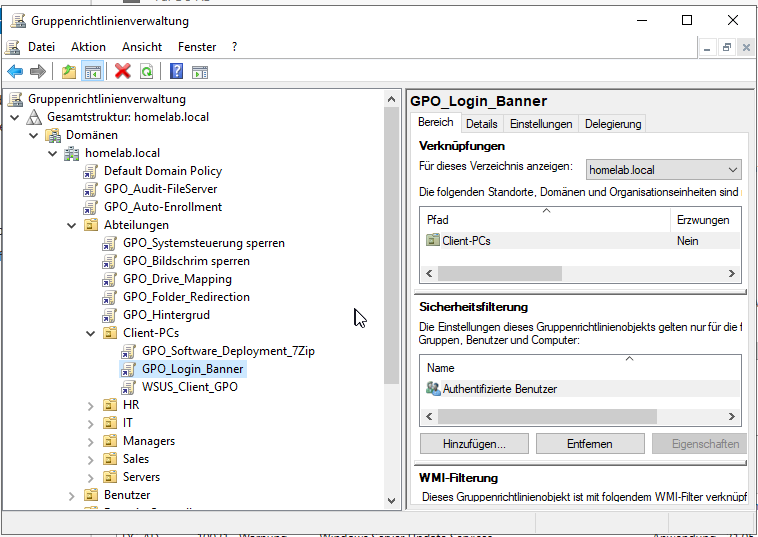 Gruppenrichtlinienverwaltung
Datei Aktion Ansicht Fenster ?
Gruppenrichtlinienverwaltung
Gesamtstruktur: homelab.local
Domänen
homelab.local
Default Domain Policy
GPO_Audit-FileServer
GPO_Auto-Enrollment
Abteilungen
GPO_Systemsteuerung sperren
GPO_Bildschrim sperren
GPO_Drive_Mapping
GPO_Folder_Redirection
GPO_Hintergrud
Client-PCs
GPO_Software_Deployment_7Zip
GPO_Login_Banner
WSUS_Client_GPO
HR
IT
Managers
Sales
Servers
Benutzer
GPO_Login_Banner
Bereich Details Einstellungen Delegierung
Verknüpfungen
Für dieses Verzeichnis anzeigen: homelab.local
Die folgenden Standorte, Domänen und Organisationseinheiten sind
Pfad Erzwungen
Client-PCs Nein
Sicherheitsfilterung
Die Einstellungen dieses Gruppenrichtlinienobjekts gelten nur für die f
Gruppen, Benutzer und Computer:
Name
Authentifizierte Benutzer
Hinzufügen... Entfernen Eigenschaften
WMI-Filterung
Dieses Gruppenrichtlinienobjekt ist mit folgendem WMI-Filter verknüpf